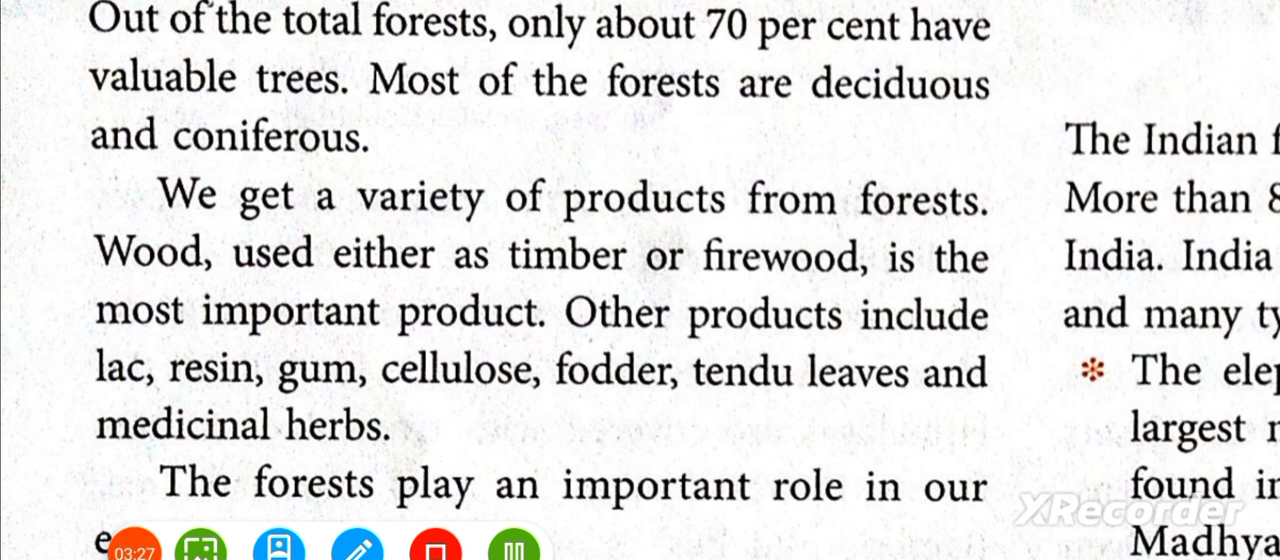 Out of the total forests, only about 70 per cent have
valuable trees. Most of the forests are deciduous
and coniferous.
We get a variety of products from forests.
Wood, used either as timber or firewood, is the
most important product. Other products include
lac, resin, gum, cellulose, fodder, tendu leaves and
medicinal herbs.
The forests play an important role in our
03:27
The Indian
More than 8
India. India
and many ty
* The ele
largest
found in
Madhya
XRecorder